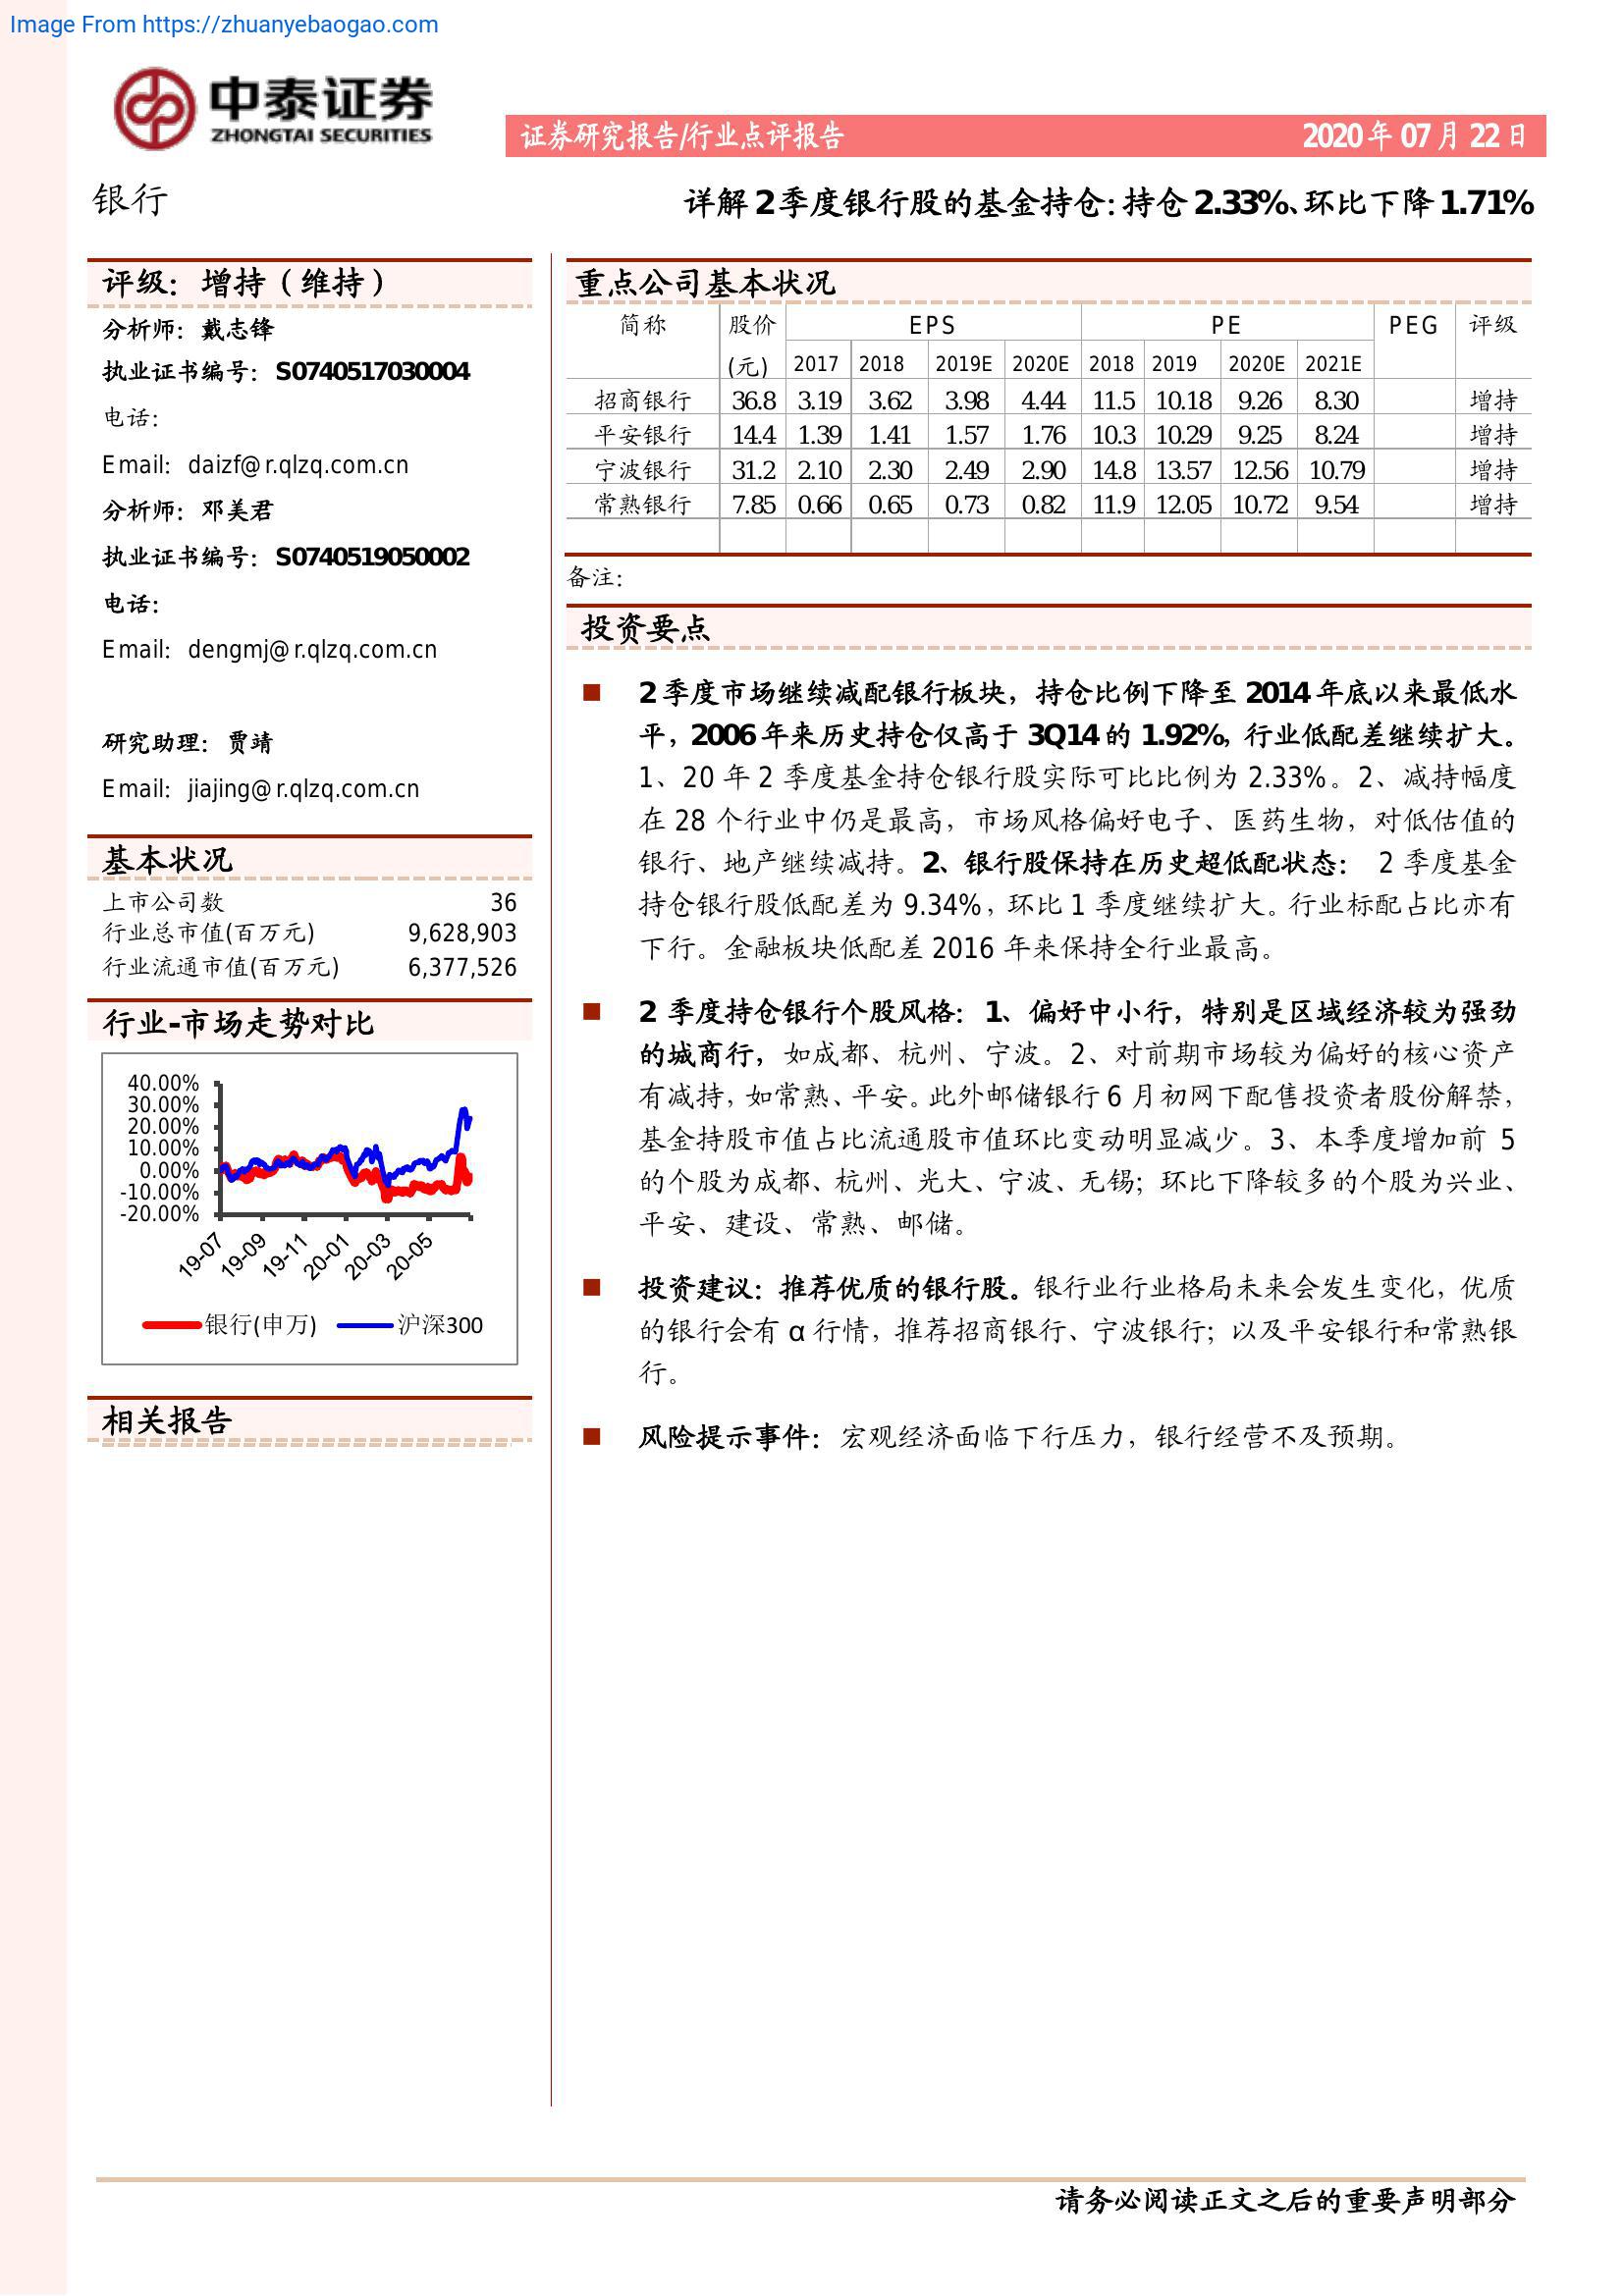 Image From https://zhuanyebaogao.com
中泰证券
ZHONGTAI SECURITIES
证券研究报告/行业点评报告 2020年07月22日
银行 详解2季度银行股的基金持仓:持仓2.33%、环比下降1.71%
评级：增持（维持）
分析师：戴志锋
执业证书编号：S0740517030004
电话：
Email：daizf@r.qlzq.com.cn
分析师：邓美君
执业证书编号：S0740519050002
电话：
Email：dengmj@r.qlzq.com.cn
研究助理：贾靖
Email：jiajing@r.qlzq.com.cn
基本状况
上市公司数 36
行业总市值(百万元) 9,628,903
行业流通市值(百万元) 6,377,526
行业-市场走势对比
40.00%
30.00%
20.00%
10.00%
0.00%
-10.00%
-20.00%
19-07 19-09 19-11 20-01 20-03 20-05
银行(申万) 沪深300
相关报告
重点公司基本状况
简称 股价 EPS PE PEG 评级
(元) 2017 2018 2019E 2020E 2018 2019 2020E 2021E
招商银行 36.8 3.19 3.62 3.98 4.44 11.5 10.18 9.26 8.30 增持
平安银行 14.4 1.39 1.41 1.57 1.76 10.3 10.29 9.25 8.24 增持
宁波银行 31.2 2.10 2.30 2.49 2.90 14.8 13.57 12.56 10.79 增持
常熟银行 7.85 0.66 0.65 0.73 0.82 11.9 12.05 10.72 9.54 增持
备注：
投资要点
■ 2季度市场继续减配银行板块，持仓比例下降至2014年底以来最低水
平，2006年来历史持仓仅高于3Q14的1.92%，行业低配差继续扩大。
1、20年2季度基金持仓银行股实际可比比例为2.33%。2、减持幅度
在28个行业中仍是最高，市场风格偏好电子、医药生物，对低估值的
银行、地产继续减持。2、银行股保持在历史超低配状态： 2季度基金
持仓银行股低配差为9.34%，环比1季度继续扩大。行业标配占比亦有
下行。金融板块低配差2016年来保持全行业最高。
■ 2季度持仓银行个股风格：1、偏好中小行，特别是区域经济较为强劲
的城商行，如成都、杭州、宁波。2、对前期市场较为偏好的核心资产
有减持，如常熟、平安。此外邮储银行6月初网下配售投资者股份解禁，
基金持股市值占比流通股市值环比变动明显减少。3、本季度增加前5
的个股为成都、杭州、光大、宁波、无锡；环比下降较多的个股为兴业、
平安、建设、常熟、邮储。
■ 投资建议：推荐优质的银行股。银行业行业格局未来会发生变化，优质
的银行会有α行情，推荐招商银行、宁波银行；以及平安银行和常熟银
行。
■ 风险提示事件：宏观经济面临下行压力，银行经营不及预期。
请务必阅读正文之后的重要声明部分